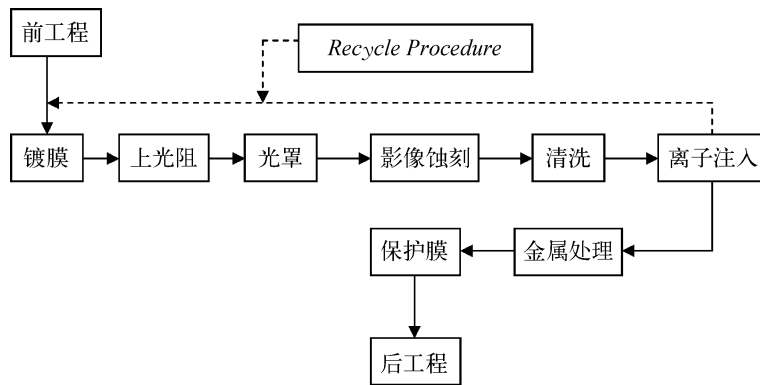 前工程
Recycle Procedure
镀膜
上光阻
光罩
影像蚀刻
清洗
离子注入
保护膜
金属处理
后工程